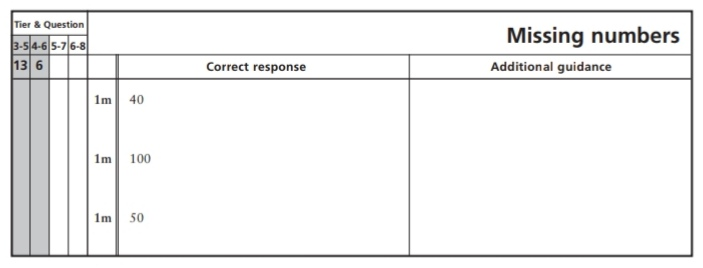 Tier & Question
Missing numbers
3-5 4-6 5-7 6-8
13 6
Correct response Additional guidance
1m 40
1m 100
1m 50